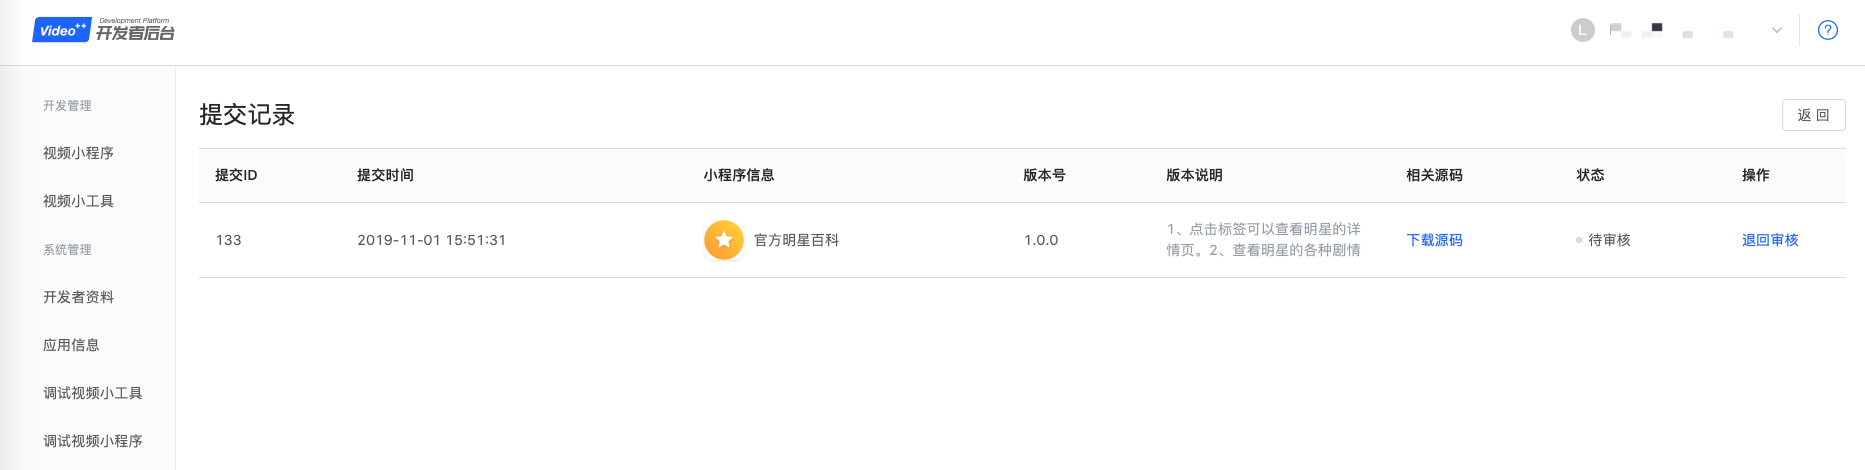 Video++
Development Platform
开发者后台
L
?
开发管理
视频小程序
视频小工具
系统管理
开发者资料
应用信息
调试视频小工具
调试视频小程序
提交记录
返 回
提交ID 提交时间 小程序信息 版本号 版本说明 相关源码 状态 操作
133 2019-11-01 15:51:31 官方明星百科 1.0.0 1、点击标签可以查看明星的详
情页。2、查看明星的各种剧情 下载源码 待审核 退回审核